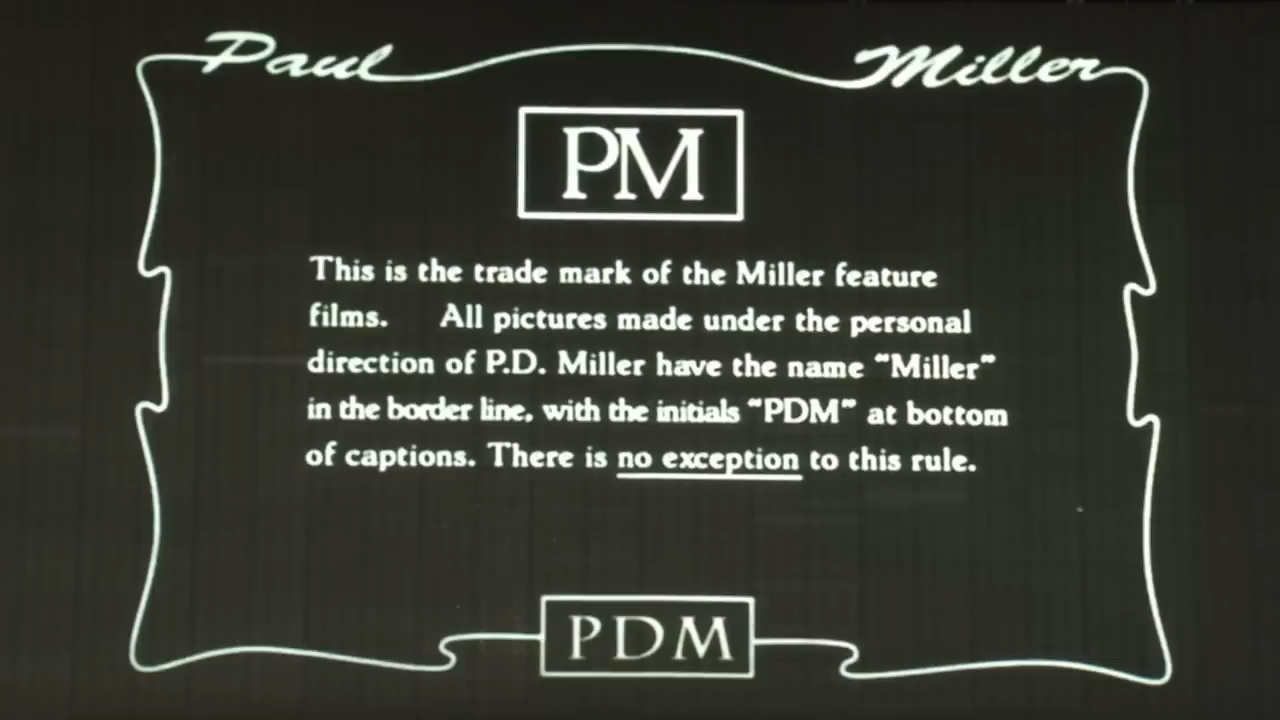 Paul Miller
PM
This is the trade mark of the Miller feature
films. All pictures made under the personal
direction of P.D. Miller have the name "Miller"
in the border line, with the initials "PDM" at bottom
of captions. There is no exception to this rule.
PDM